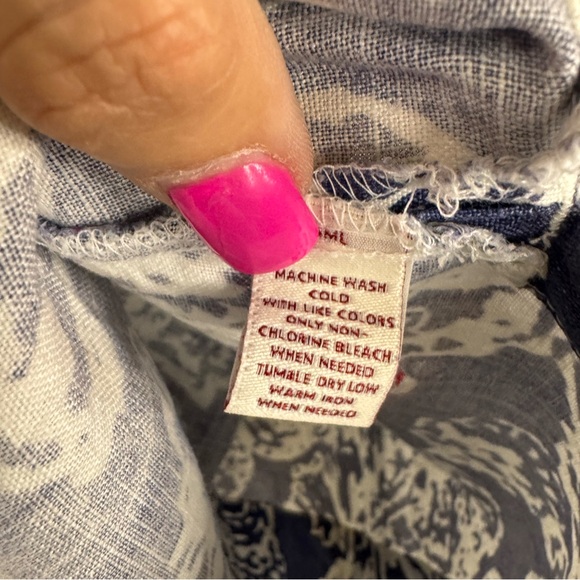 MACHINE WASH
COLD
WITH LIKE COLORS
ONLY NON-
CHLORINE BLEACH
WHEN NEEDED
TUMBLE DRY LOW
WARM IRON
WHEN NEEDED